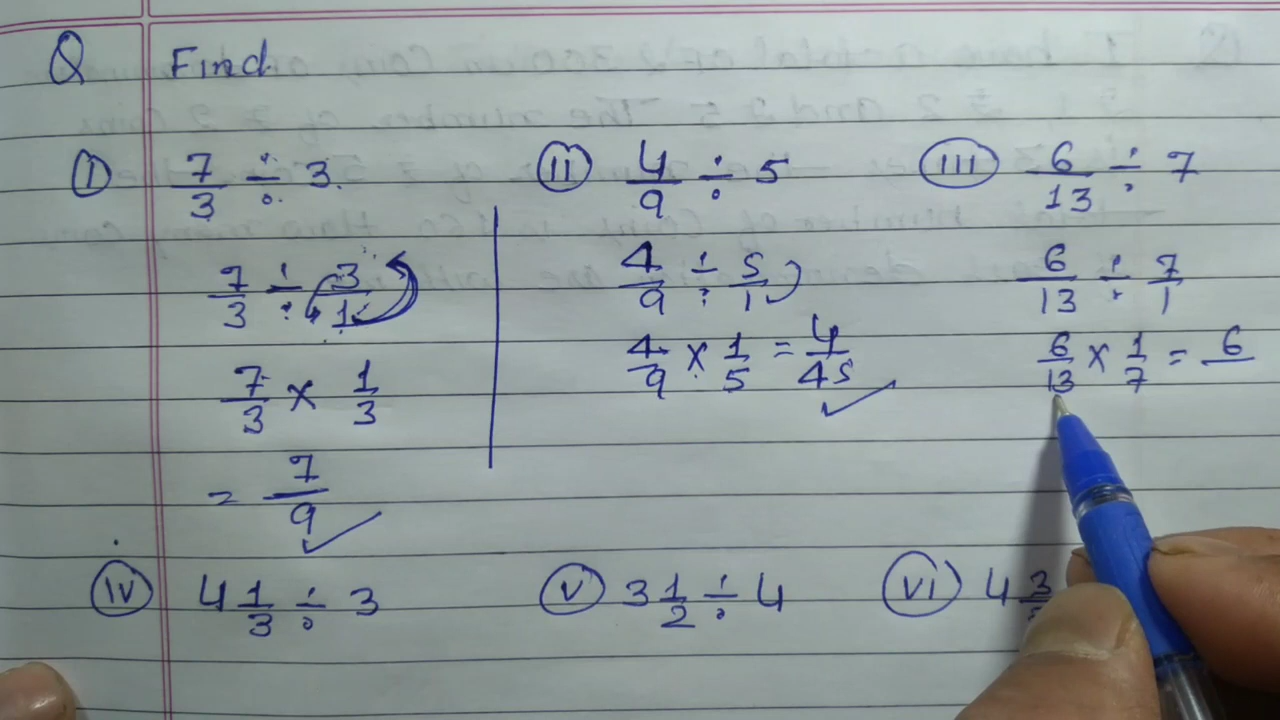 Q Find
(i) 7/3 ÷ 3
7/3 ÷ 3/1
7/3 × 1/3
= 7/9
(ii) 4/9 ÷ 5
4/9 ÷ 5/1
4/9 × 1/5 = 4/45
(iii) 6/13 ÷ 7
6/13 ÷ 7/1
6/13 × 1/7 = 6/
(iv) 4 1/3 ÷ 3
(v) 3 1/2 ÷ 4
(vi) 4 3/